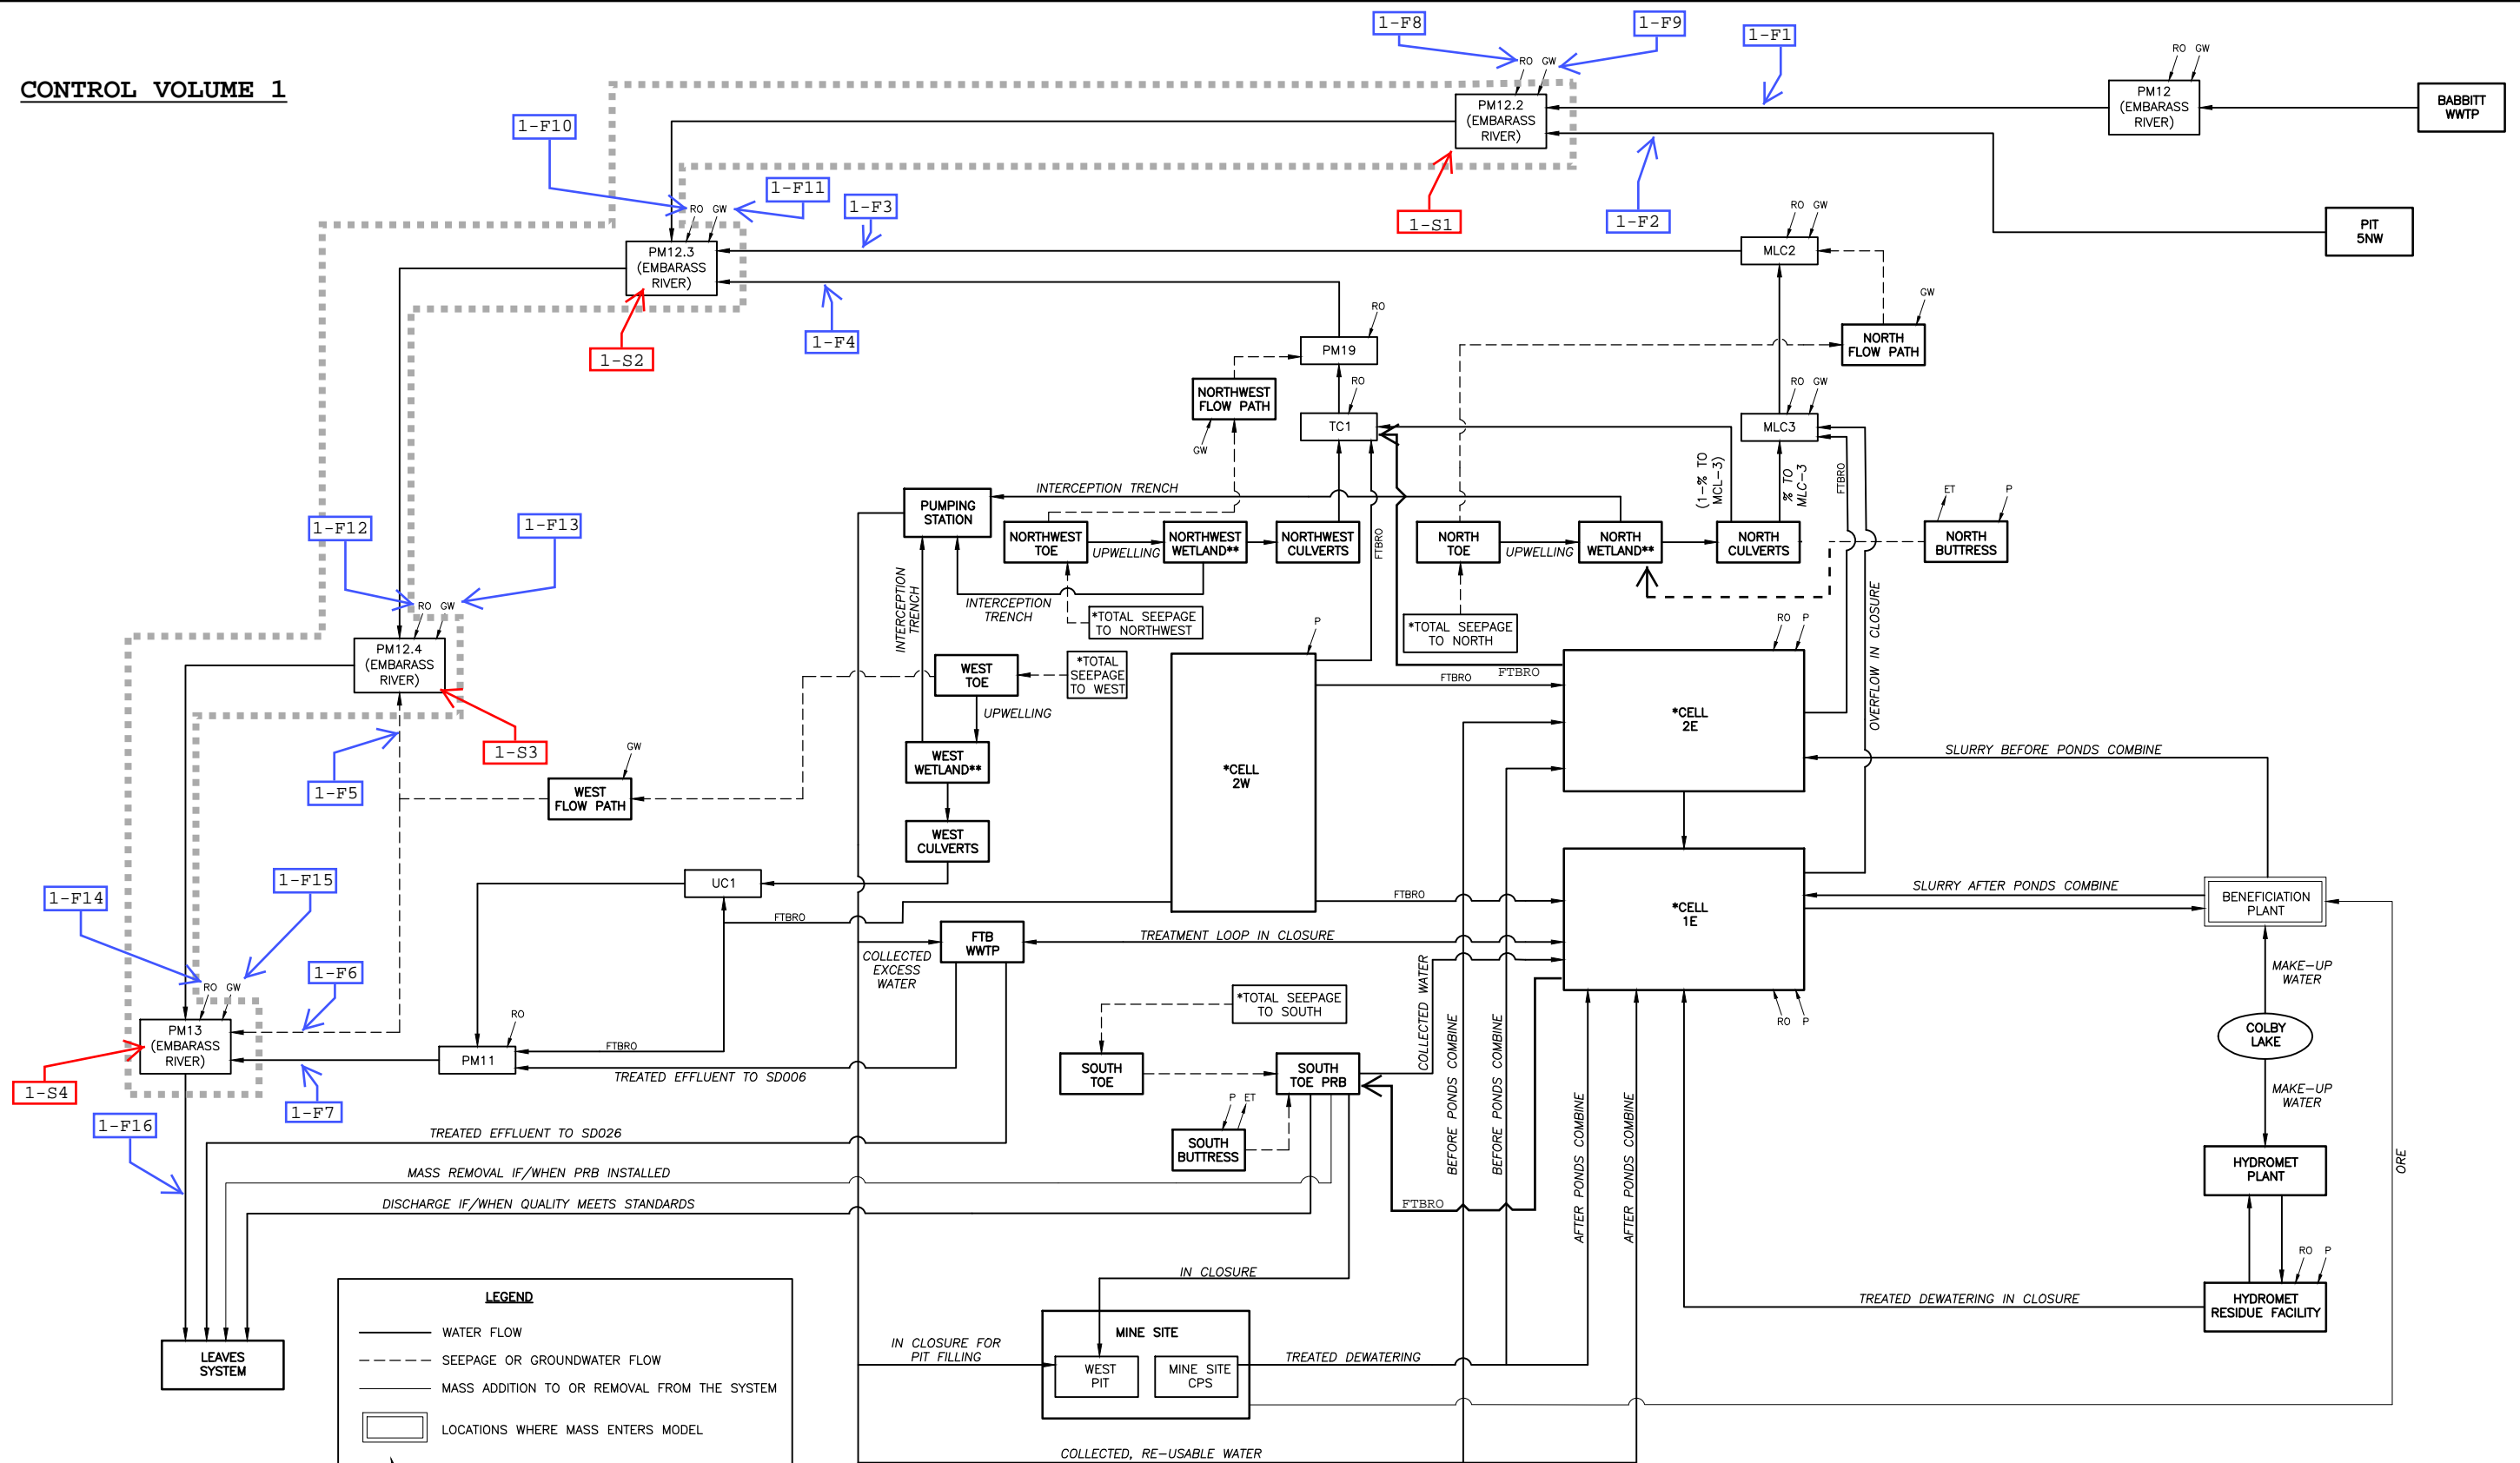 CONTROL VOLUME 1
1-F8
1-F9
1-F1
RO GW
RO GW
PM12.2
(EMBARASS
RIVER)
PM12
(EMBARASS
RIVER)
BABBITT
WWTP
1-F10
1-F11
1-F3
RO GW
1-S1
1-F2
RO GW
PIT
5NW
PM12.3
(EMBARASS
RIVER)
MLC2
1-S2
1-F4
RO
GW
PM19
NORTH
FLOW PATH
NORTHWEST
FLOW PATH
RO
RO GW
GW
TC1
MLC3
(1-% TO
MCL-3)
% TO
MLC-3
FTBRO
INTERCEPTION TRENCH
PUMPING
STATION
ET
P
1-F12
1-F13
NORTHWEST
TOE
UPWELLING
NORTHWEST
WETLAND**
NORTHWEST
CULVERTS
FTBRO
NORTH
TOE
UPWELLING
NORTH
WETLAND**
NORTH
CULVERTS
NORTH
BUTTRESS
INTERCEPTION
TRENCH
INTERCEPTION
TRENCH
*TOTAL SEEPAGE
TO NORTHWEST
*TOTAL SEEPAGE
TO NORTH
RO GW
P
RO P
OVERFLOW IN CLOSURE
PM12.4
(EMBARASS
RIVER)
WEST
TOE
*TOTAL
SEEPAGE
TO WEST
FTBRO
FTBRO
UPWELLING
1-S3
*CELL
2E
SLURRY BEFORE PONDS COMBINE
GW
WEST
WETLAND**
*CELL
2W
1-F5
WEST
FLOW PATH
WEST
CULVERTS
UC1
1-F14
1-F15
FTBRO
FTBRO
*CELL
1E
SLURRY AFTER PONDS COMBINE
BENEFICIATION
PLANT
FTB
WWTP
TREATMENT LOOP IN CLOSURE
COLLECTED
EXCESS
WATER
COLLECTED WATER
MAKE-UP
WATER
1-F6
RO GW
*TOTAL SEEPAGE
TO SOUTH
RO
RO P
PM13
(EMBARASS
RIVER)
PM11
FTBRO
TREATED EFFLUENT TO SD006
COLBY
LAKE
1-S4
1-F7
SOUTH
TOE
SOUTH
TOE PRB
P ET
MAKE-UP
WATER
1-F16
TREATED EFFLUENT TO SD026
SOUTH
BUTTRESS
BEFORE PONDS COMBINE
BEFORE PONDS COMBINE
AFTER PONDS COMBINE
AFTER PONDS COMBINE
HYDROMET
PLANT
ORE
MASS REMOVAL IF/WHEN PRB INSTALLED
DISCHARGE IF/WHEN QUALITY MEETS STANDARDS
FTBRO
RO P
IN CLOSURE
LEGEND
TREATED DEWATERING IN CLOSURE
HYDROMET
RESIDUE FACILITY
WATER FLOW
MINE SITE
LEAVES
SYSTEM
SEEPAGE OR GROUNDWATER FLOW
IN CLOSURE FOR
PIT FILLING
WEST
PIT
MINE SITE
CPS
TREATED DEWATERING
MASS ADDITION TO OR REMOVAL FROM THE SYSTEM
LOCATIONS WHERE MASS ENTERS MODEL
COLLECTED, RE-USABLE WATER